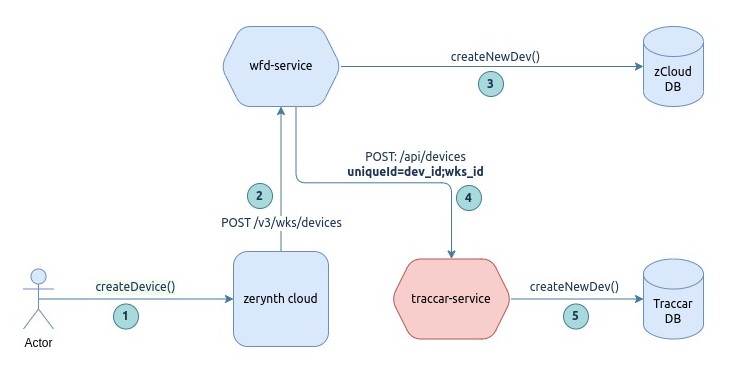 wfd-service
createNewDev()
3
zCloud
DB
POST: /api/devices
uniqueId=dev_id;wks_id
2
4
POST /v3/wks/devices
createDevice()
1
zerynth cloud
traccar-service
createNewDev()
5
Traccar
DB
Actor